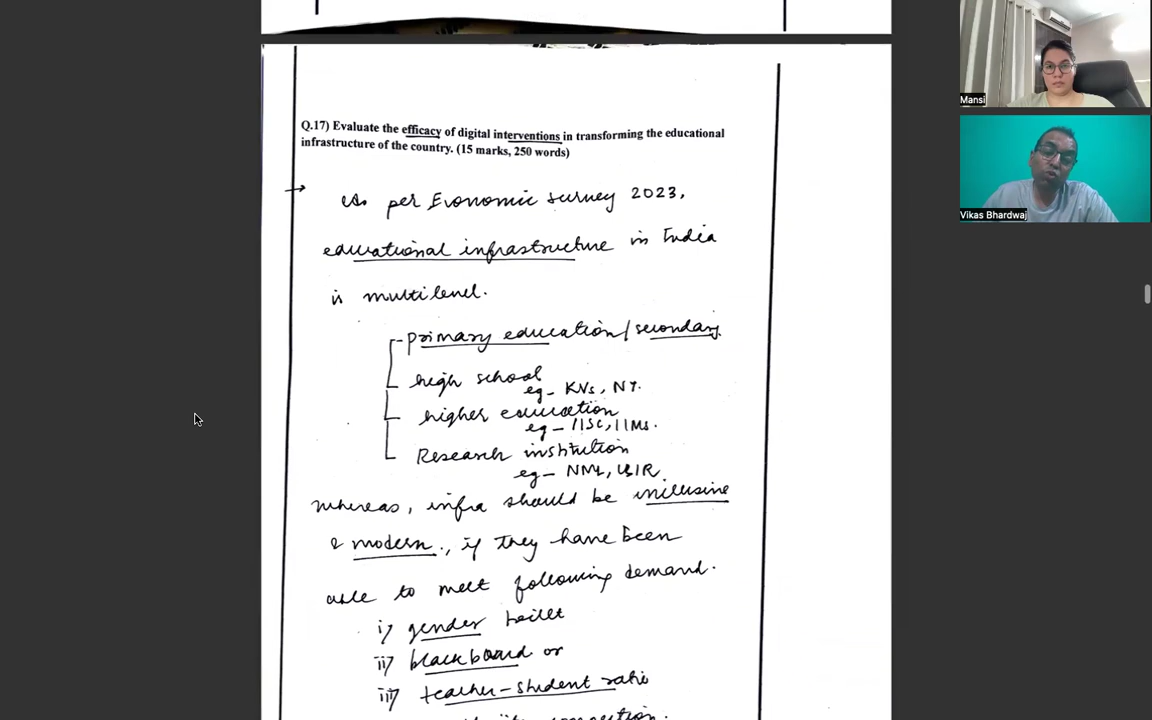 Q.17) Evaluate the efficacy of digital interventions in transforming the educational
infrastructure of the country. (15 marks, 250 words)
As per Economic survey 2023,
educational infrastructure in India
is multilevel.
primary education/secondary
high school
eg- KVs, NY.
higher education
eg- IISC, IIMs.
Research institution
eg- NML, CSIR
whereas, infra should be inclusine
& modern., if they have been
able to meet following demand.
i) gender toilet
ii) blackboard or
iii) teacher-student ratio
connection.
Mansi
Vikas Bhardwaj